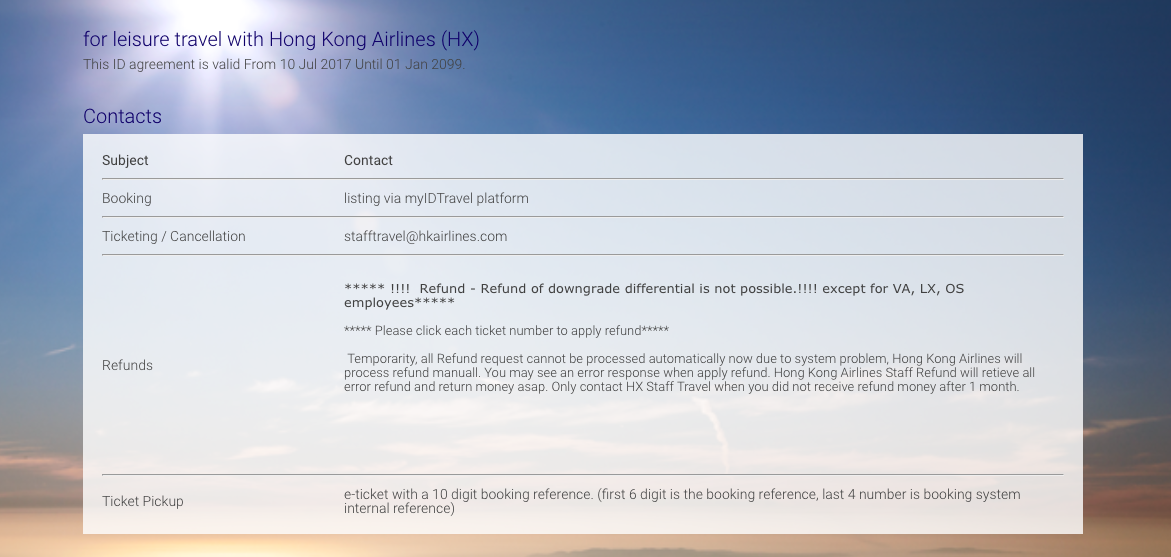 for leisure travel with Hong Kong Airlines (HX)
This ID agreement is valid From 10 Jul 2017 Until 01 Jan 2099.
Contacts
Subject Contact
Booking listing via myIDTravel platform
Ticketing / Cancellation stafftravel@hkairlines.com
***** !!!!  Refund - Refund of downgrade differential is not possible.!!!! except for VA, LX, OS
employees*****
***** Please click each ticket number to apply refund*****
Temporarity, all Refund request cannot be processed automatically now due to system problem, Hong Kong Airlines will
Refunds process refund manuall. You may see an error response when apply refund. Hong Kong Airlines Staff Refund will retieve all
error refund and return money asap. Only contact HX Staff Travel when you did not receive refund money after 1 month.
e-ticket with a 10 digit booking reference. (first 6 digit is the booking reference, last 4 number is booking system
Ticket Pickup internal reference)